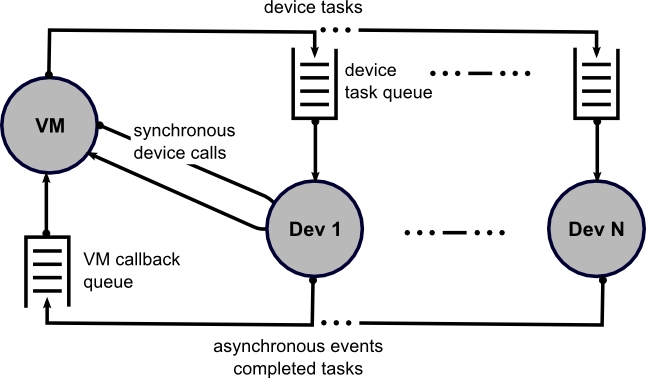 device tasks
device
task queue
VM
synchronous
device calls
Dev 1
Dev N
VM callback
queue
asynchronous events
completed tasks